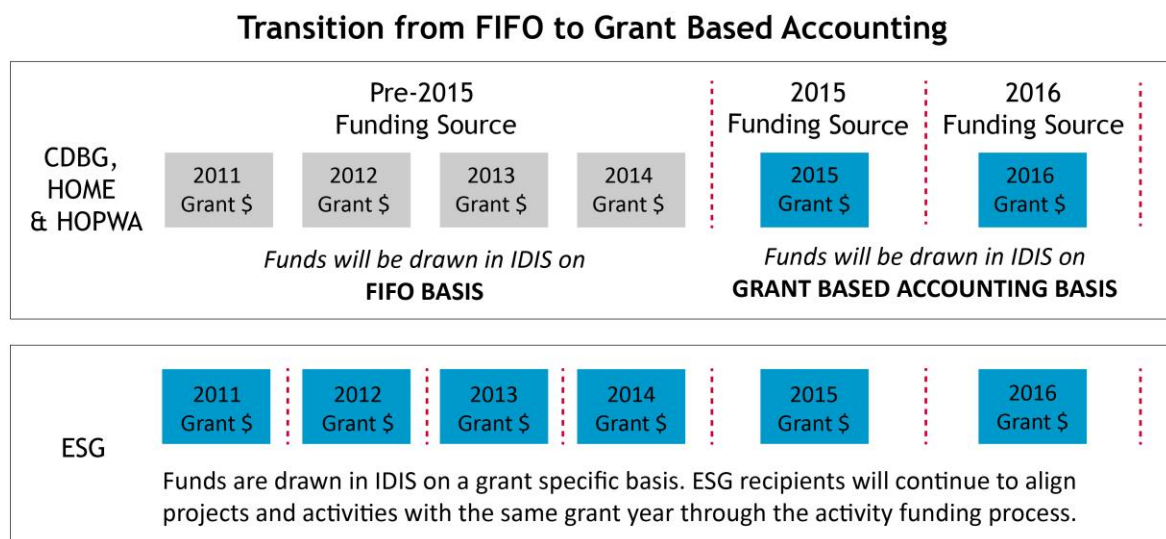 Transition from FIFO to Grant Based Accounting
Pre-2015
Funding Source
2015
Funding Source
2016
Funding Source
CDBG,
HOME
& HOPWA
2011
Grant $
2012
Grant $
2013
Grant $
2014
Grant $
2015
Grant $
2016
Grant $
Funds will be drawn in IDIS on
FIFO BASIS
Funds will be drawn in IDIS on
GRANT BASED ACCOUNTING BASIS
ESG
2011
Grant $
2012
Grant $
2013
Grant $
2014
Grant $
2015
Grant $
2016
Grant $
Funds are drawn in IDIS on a grant specific basis. ESG recipients will continue to align
projects and activities with the same grant year through the activity funding process.